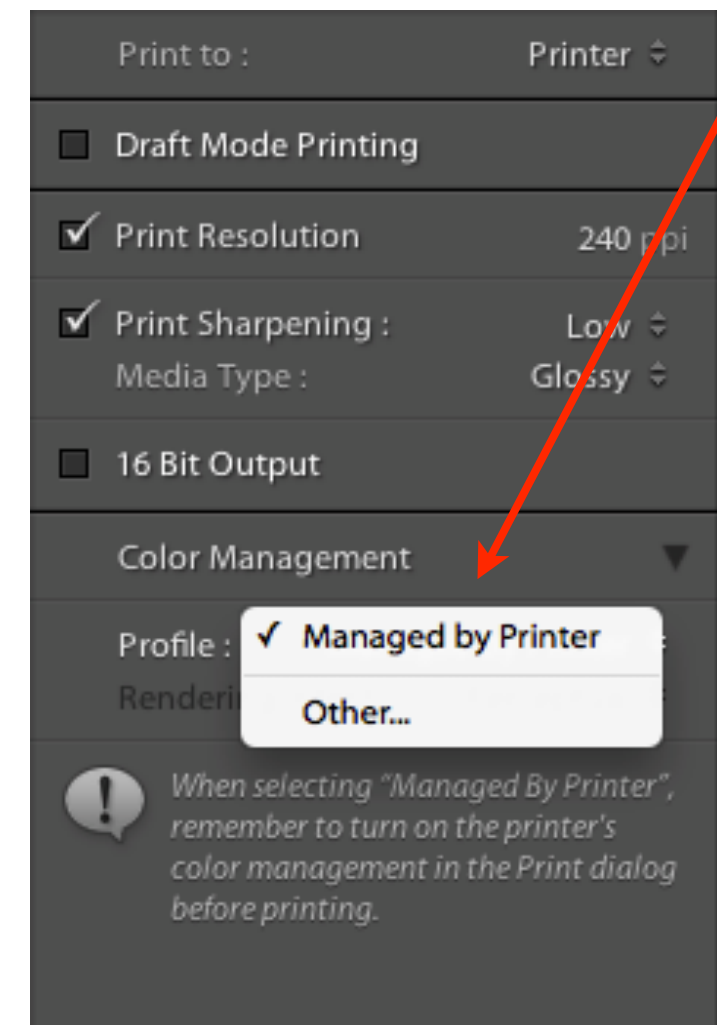 Print to : Printer
Draft Mode Printing
Print Resolution 240 ppi
Print Sharpening : Low
Media Type : Glossy
16 Bit Output
Color Management
Profile : ✓ Managed by Printer
Renderi
Other...
When selecting “Managed By Printer”,
remember to turn on the printer's
color management in the Print dialog
before printing.